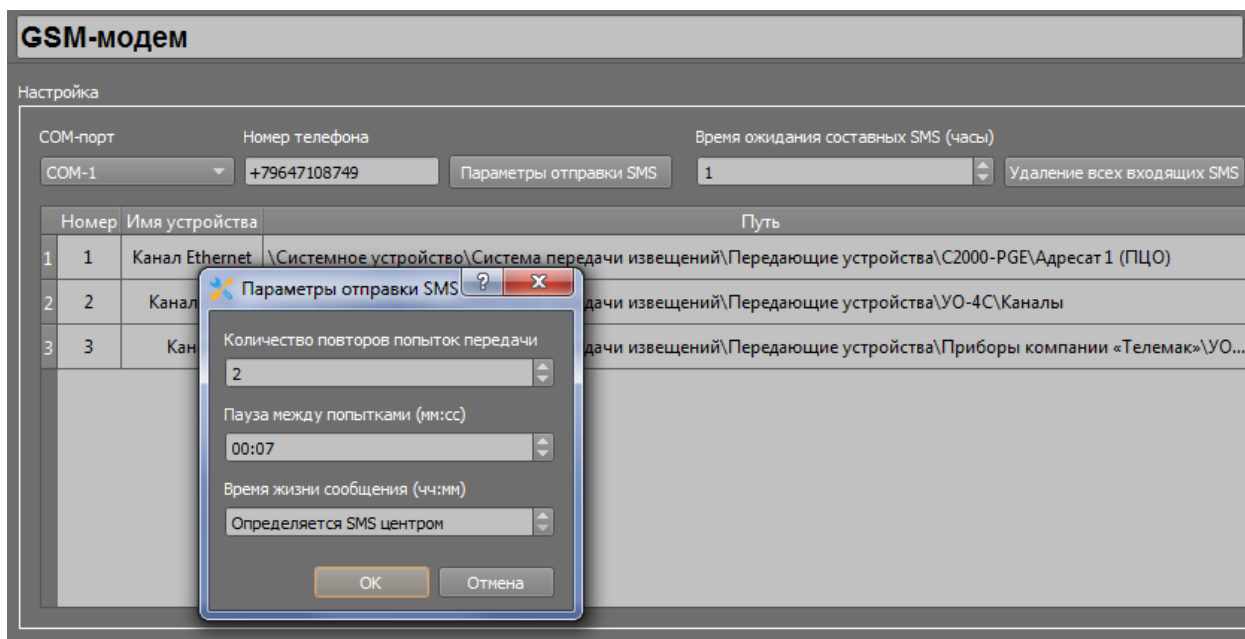 GSM-модем
Настройка
COM-порт Номер телефона Время ожидания составных SMS (часы)
COM-1 +79647108749 Параметры отправки SMS 1 Удаление всех входящих SMS
Номер Имя устройства Путь
1 1 Канал Ethernet \Системное устройство\Система передачи извещений\Передающие устройства\С2000-PGE\Адресат 1 (ПЦО)
2 2 Канал дачи извещений\Передающие устройства\УО-4С\Каналы
3 3 Кан дачи извещений\Передающие устройства\Приборы компании «Телемак»\УО...
Параметры отправки SMS ?
Количество повторов попыток передачи
2
Пауза между попытками (мм:сс)
00:07
Время жизни сообщения (чч:мм)
Определяется SMS центром
OK Отмена